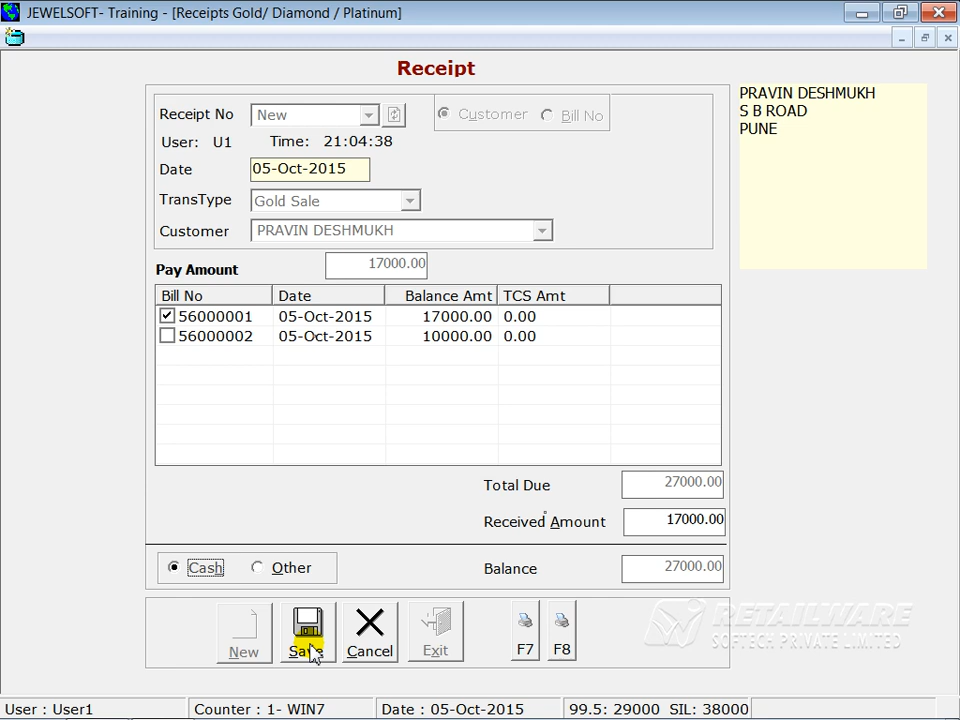 JEWELSOFT- Training - [Receipts Gold/ Diamond / Platinum]
Receipt
Receipt No New Customer Bill No
User: U1 Time: 21:04:38
Date 05-Oct-2015
TransType Gold Sale
Customer PRAVIN DESHMUKH
PRAVIN DESHMUKH
S B ROAD
PUNE
Pay Amount 17000.00
Bill No Date Balance Amt TCS Amt
56000001 05-Oct-2015 17000.00 0.00
56000002 05-Oct-2015 10000.00 0.00
Total Due 27000.00
Received Amount 17000.00
Cash Other Balance 27000.00
New Save Cancel Exit F7 F8
RETAILWARE
SOFTECH PRIVATE LIMITED
User : User1 Counter : 1- WIN7 Date : 05-Oct-2015 99.5: 29000 SIL: 38000